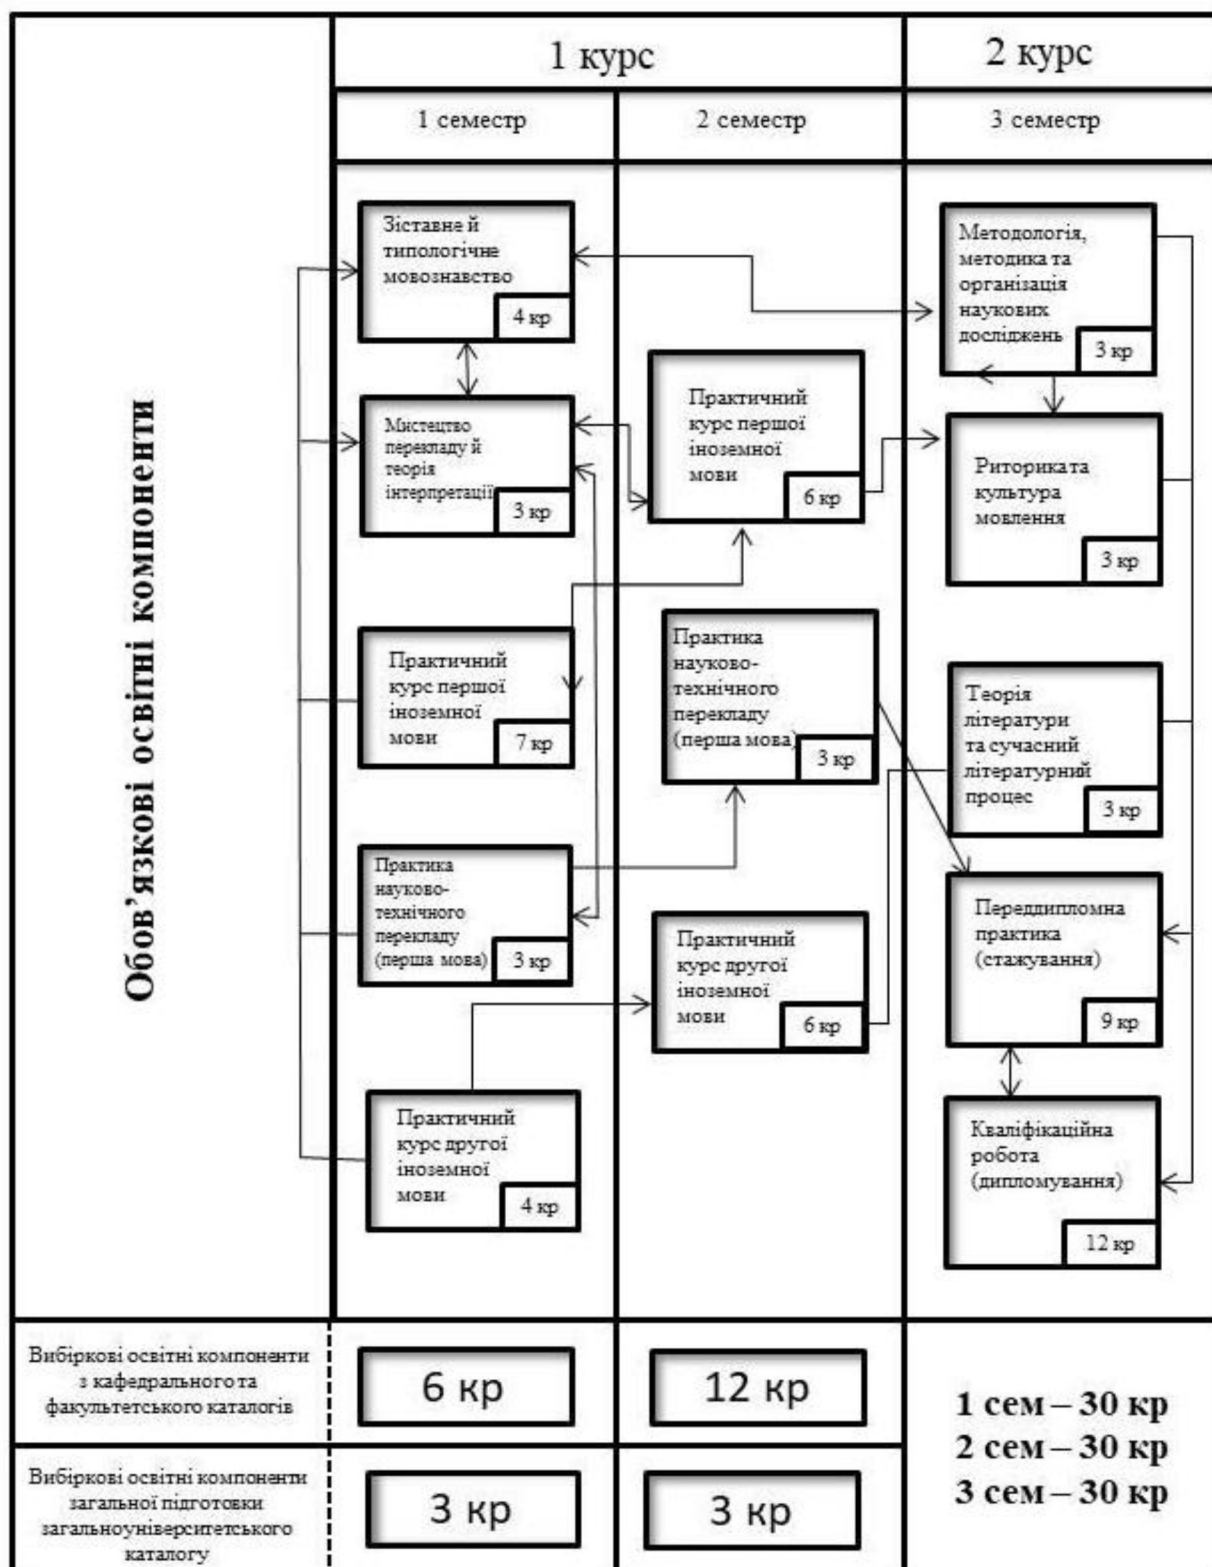 1 курс
2 курс
1 семестр
2 семестр
3 семестр
Обов’язкові освітні компоненти
Зіставне й
типологічне
мовознавство
4 кр
Мистецтво
перекладу й
теорія
інтерпретації
3 кр
Практичний
курс першої
іноземної
мови
7 кр
Практика
науково-
технічного
перекладу
(перша мова)
3 кр
Практичний
курс другої
іноземної
мови
4 кр
Практичний
курс першої
іноземної
мови
6 кр
Практика
науково-
технічного
перекладу
(перша мова)
3 кр
Практичний
курс другої
іноземної
мови
6 кр
Методологія,
методика та
організація
наукових
досліджень
3 кр
Риторика та
культура
мовлення
3 кр
Теорія
літератури
та сучасний
літературний
процес
3 кр
Переддипломна
практика
(стажування)
9 кр
Кваліфікаційна
робота
(дипломування)
12 кр
Вибіркові освітні компоненти
з кафедрального та
факультетського каталогів
6 кр
12 кр
Вибіркові освітні компоненти
загальної підготовки
загальноуніверситетського
каталогу
3 кр
3 кр
1 сем – 30 кр
2 сем – 30 кр
3 сем – 30 кр